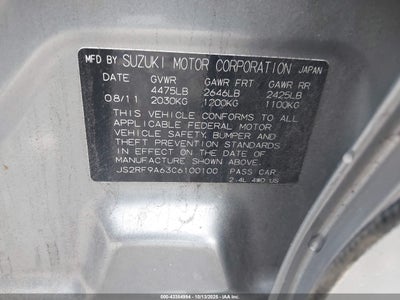 MFD BY SUZUKI MOTOR CORPORATION JAPAN
DATE GVWR GAWR FRT GAWR RR
4475LB 2646LB 2425LB
08/11 2030KG 1200KG 1100KG
THIS VEHICLE CONFORMS TO ALL
APPLICABLE FEDERAL MOTOR
VEHICLE SAFETY, BUMPER AND
THEFT PREVENTION STANDARDS
IN EFFECT ON THE DATE OF
MANUFACTURE SHOWN ABOVE.
JS2RF9A63C6100100 PASS CAR
2.4L 4WD US
500-43354984 | 10/13/2025 | IAA, Inc.